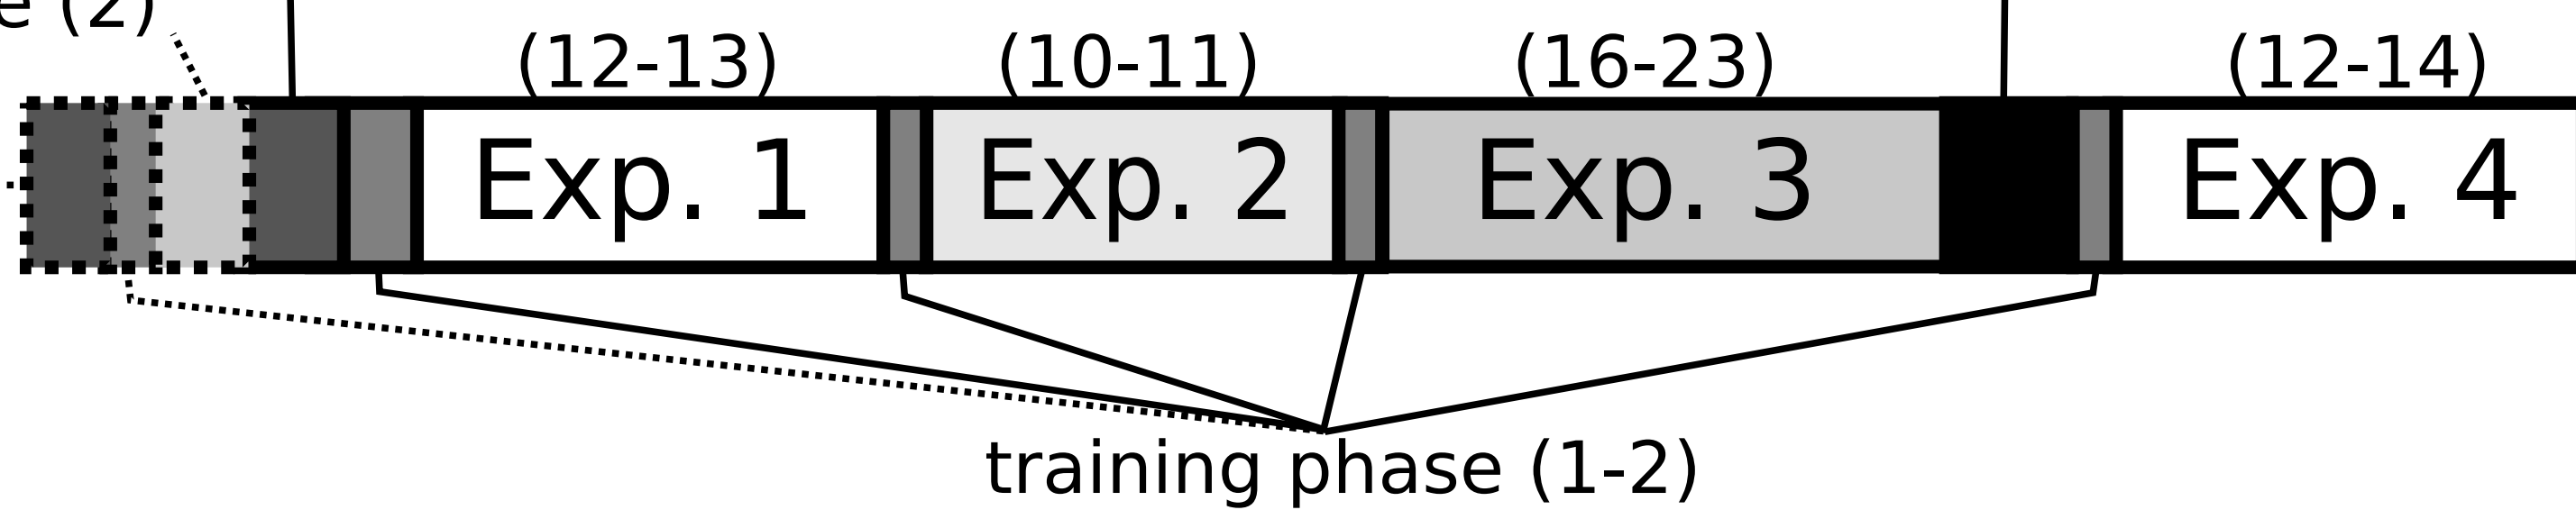 e (2)
(12-13) (10-11) (16-23) (12-14)
Exp. 1 Exp. 2 Exp. 3 Exp. 4
training phase (1-2)